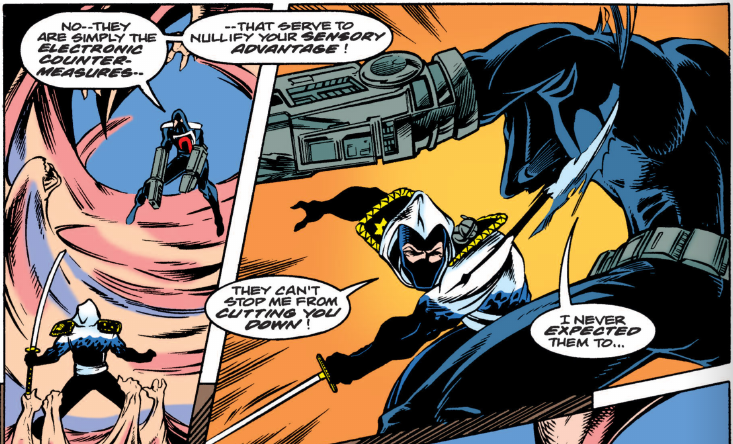 NO--THEY
ARE SIMPLY THE
ELECTRONIC
COUNTER-
MEASURES--
--THAT SERVE TO
NULLIFY YOUR SENSORY
ADVANTAGE!
THEY CAN'T
STOP ME FROM
CUTTING YOU
DOWN!
I NEVER
EXPECTED
THEM TO...